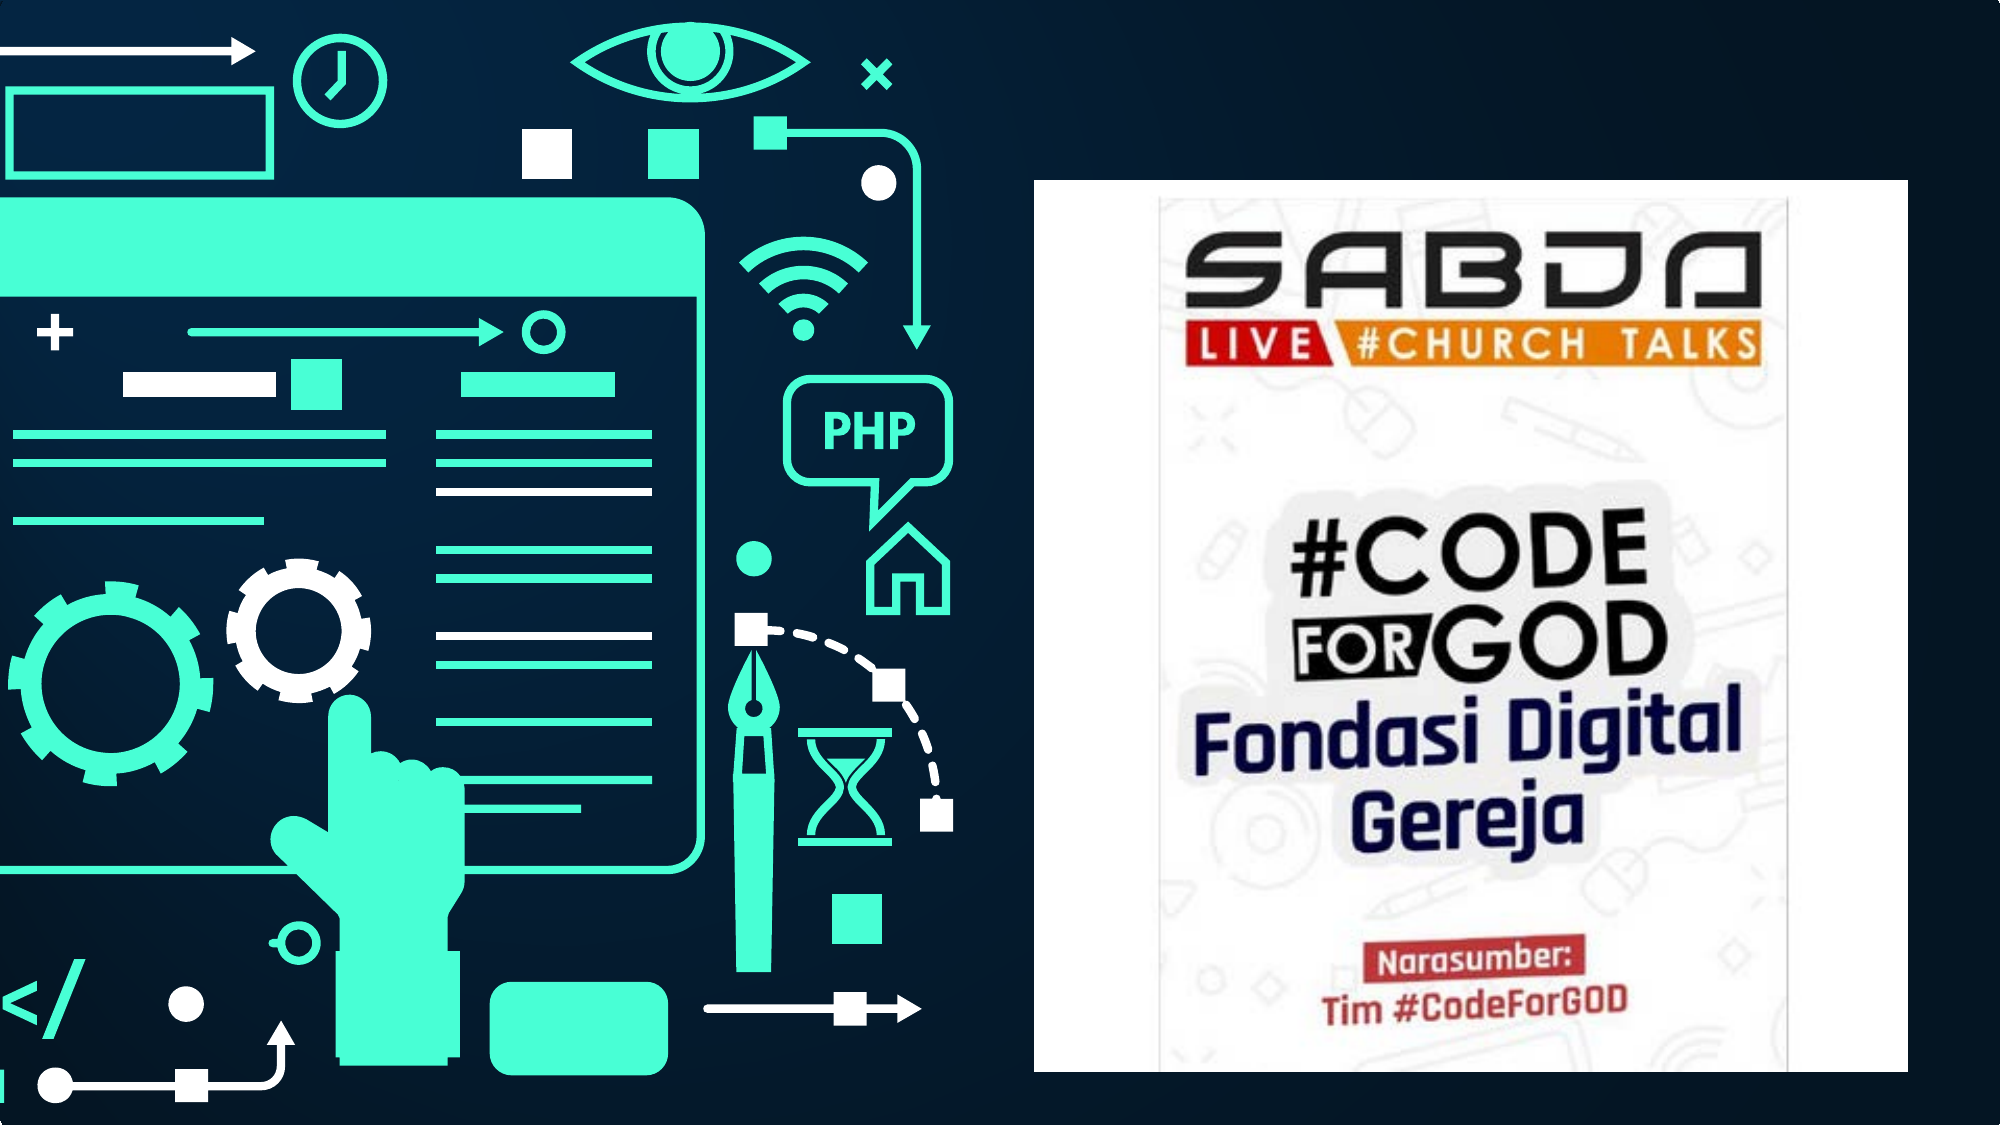 PHP
</
SABDA
LIVE #CHURCH TALKS
#CODE
FOR GOD
Fondasi Digital
Gereja
Narasumber:
Tim #CodeForGOD